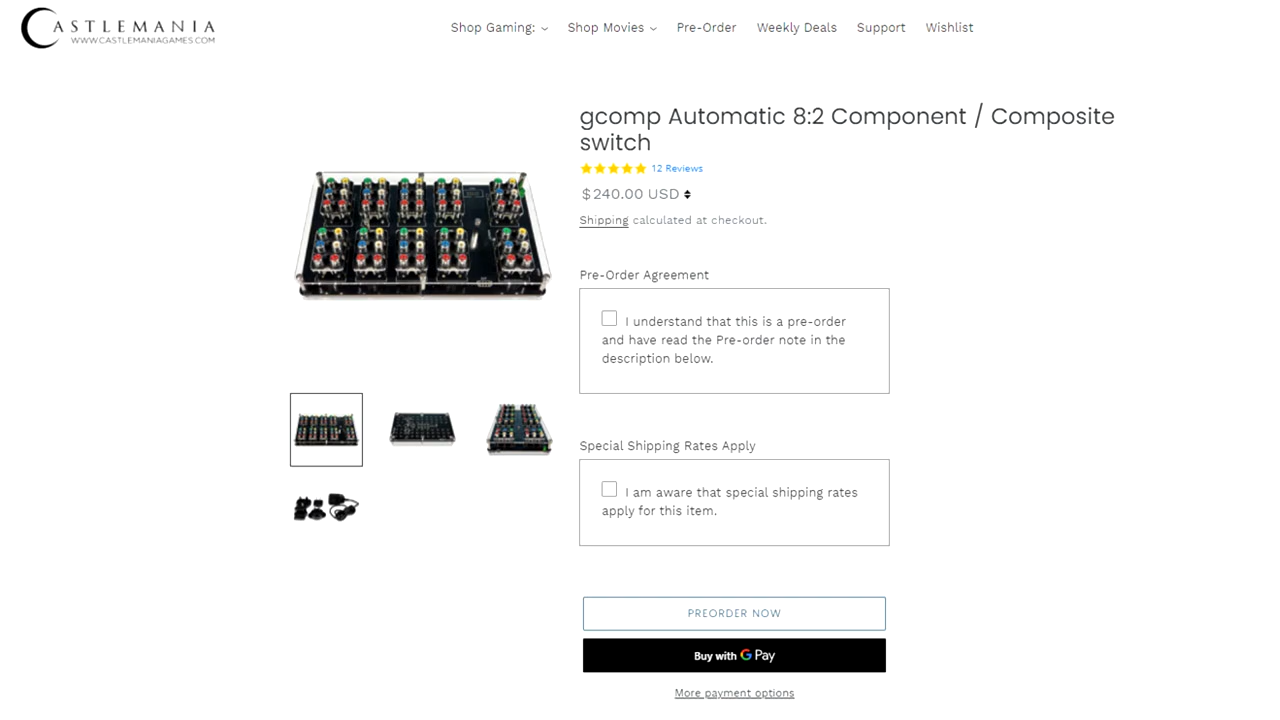 CASTLEMANIA
WWW.CASTLEMANIAGAMES.COM
Shop Gaming:
Shop Movies
Pre-Order
Weekly Deals
Support
Wishlist
gcomp Automatic 8:2 Component / Composite
switch
12 Reviews
$240.00 USD
Shipping calculated at checkout.
Pre-Order Agreement
I understand that this is a pre-order
and have read the Pre-order note in the
description below.
Special Shipping Rates Apply
I am aware that special shipping rates
apply for this item.
PREORDER NOW
Buy with G Pay
More payment options